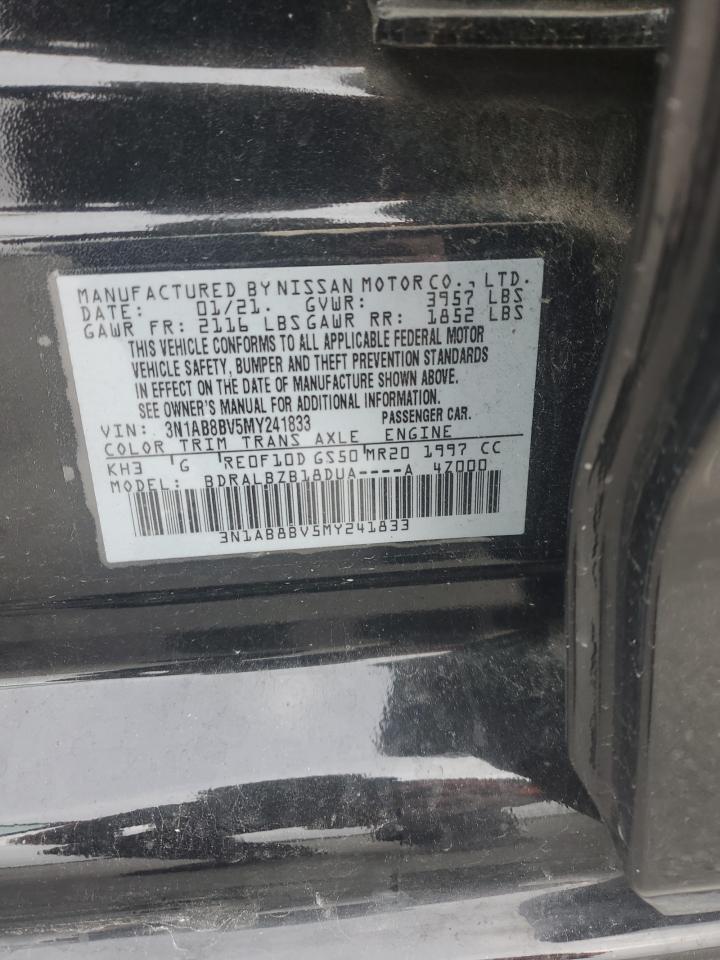 MANUFACTURED BY NISSAN MOTOR CO., LTD.
DATE: 01/21. GVWR: 3957 LBS
GAWR FR: 2116 LBS GAWR RR: 1852 LBS
THIS VEHICLE CONFORMS TO ALL APPLICABLE FEDERAL MOTOR
VEHICLE SAFETY, BUMPER AND THEFT PREVENTION STANDARDS
IN EFFECT ON THE DATE OF MANUFACTURE SHOWN ABOVE.
SEE OWNER'S MANUAL FOR ADDITIONAL INFORMATION.
VIN: 3N1AB8BV5MY241833 PASSENGER CAR.
COLOR TRIM TRANS AXLE ENGINE
KH3 G RE0F10D GS50 MR20 1997 CC
MODEL: BDRALBZB18DUA----A 47000
3N1AB8BV5MY241833